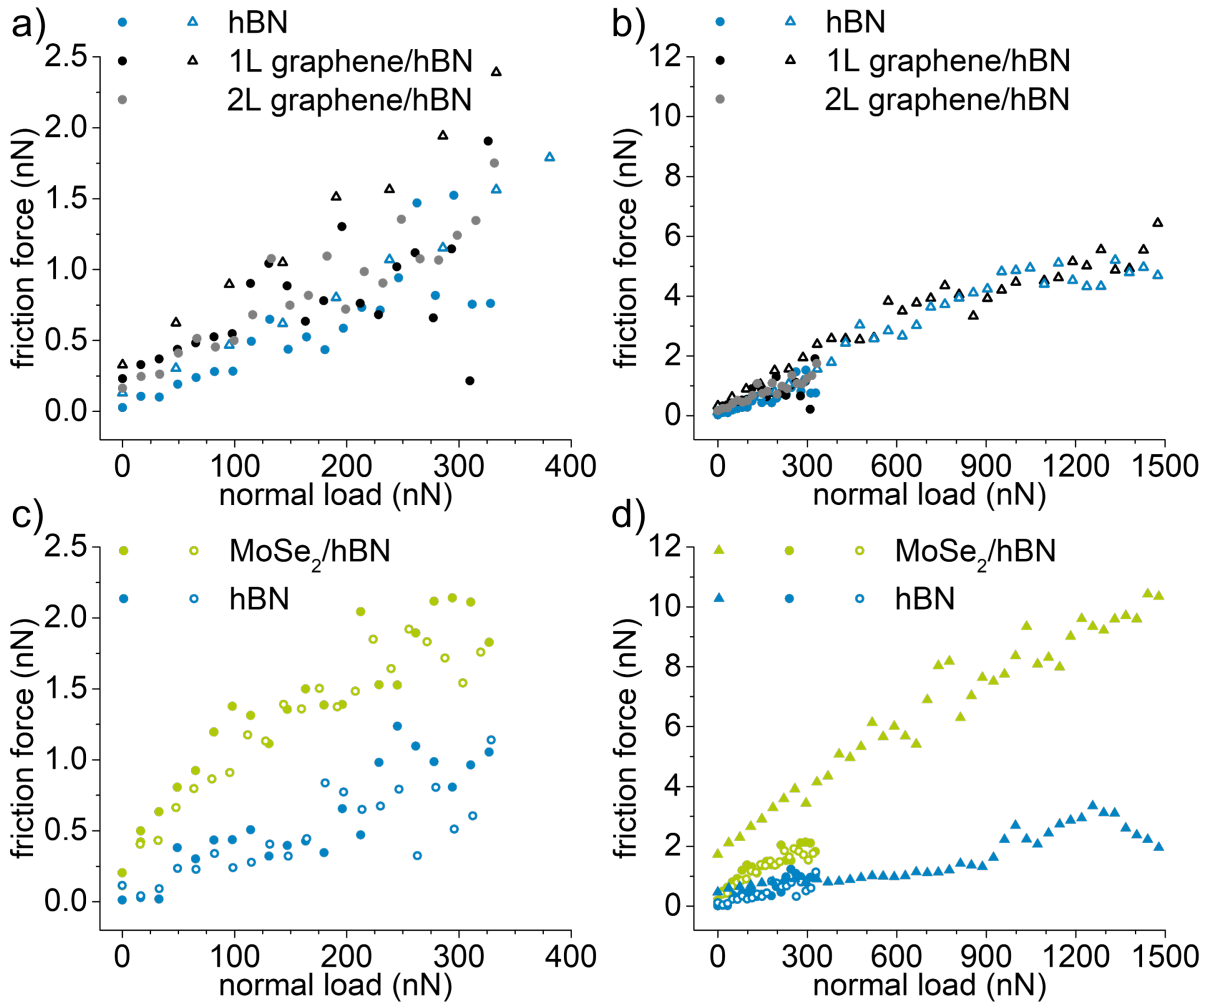 a)
hBN
1L graphene/hBN
2L graphene/hBN
2.5
2.0
1.5
1.0
0.5
0.0
friction force (nN)
0 100 200 300 400
normal load (nN)
b)
hBN
1L graphene/hBN
2L graphene/hBN
12
10
8
6
4
2
0
friction force (nN)
0 300 600 900 1200 1500
normal load (nN)
c)
MoSe₂/hBN
hBN
2.5
2.0
1.5
1.0
0.5
0.0
friction force (nN)
0 100 200 300 400
normal load (nN)
d)
MoSe₂/hBN
hBN
12
10
8
6
4
2
0
friction force (nN)
0 300 600 900 1200 1500
normal load (nN)